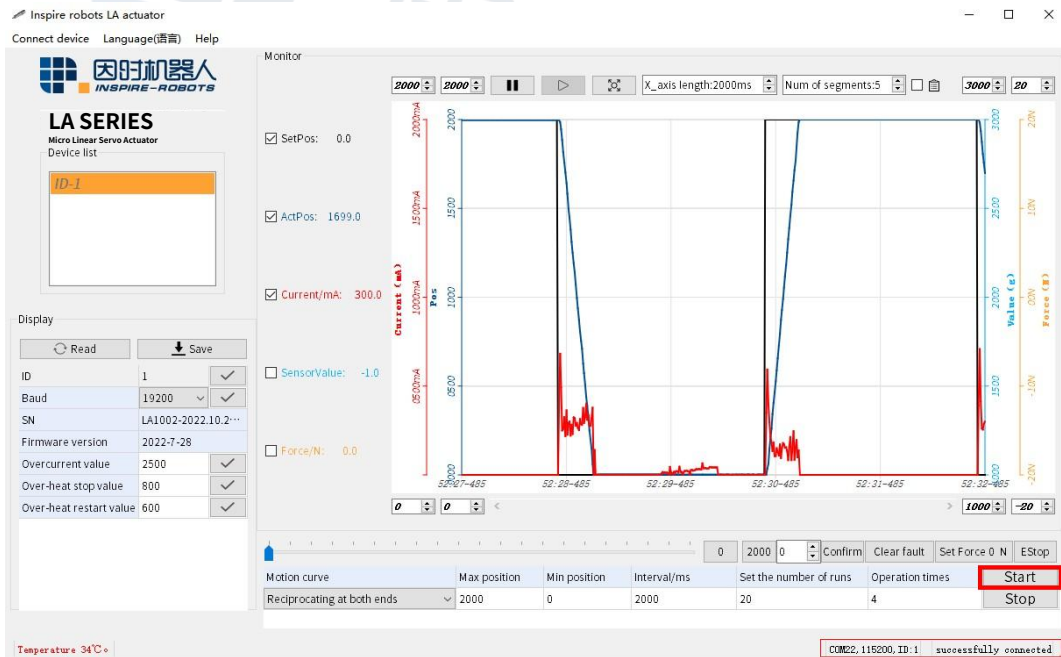 Inspire robots LA actuator
Connect device Language(语言) Help
因时机器人
INSPIRE-ROBOTS
LA SERIES
Micro Linear Servo Actuator
Device list
ID-1
Display
Read Save
ID 1
Baud 19200
SN LA1002-2022.10.2···
Firmware version 2022-7-28
Overcurrent value 2500
Over-heat stop value 800
Over-heat restart value 600
Monitor
2000 2000 X_axis length:2000ms Num of segments:5 3000 20
SetPos: 0.0
ActPos: 1699.0
Current/mA: 300.0
SensorValue: -1.0
Force/N: 0.0
Current (mA)
2000mA
1500mA
1000mA
0500mA
Pos
2000
1500
1000
0500
0000
3000
2500
2000
1500
Value (g)
20N
10N
00N
-10N
-20N
Force (N)
52:27-485 52:28-485 52:29-485 52:30-485 52:31-485 52:32-485
0 0 < > 1000 -20
0 2000 0 Confirm Clear fault Set Force 0 N EStop
Motion curve Max position Min position Interval/ms Set the number of runs Operation times Start
Reciprocating at both ends 2000 0 2000 20 4 Stop
Temperature 34℃。 COM22, 115200, ID:1 successfully connected